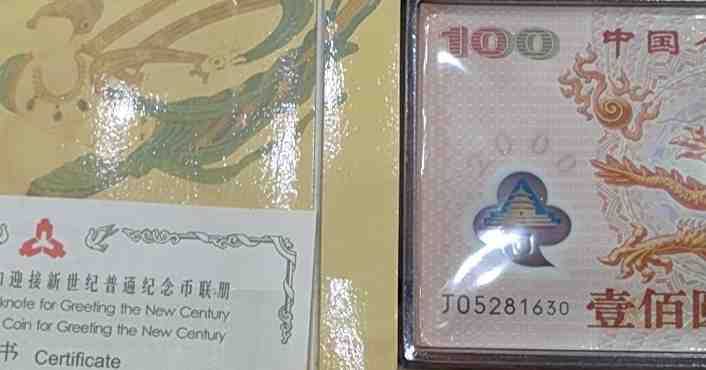 迎接新世纪普通纪念币联册
note for Greeting the New Century
Coin for Greeting the New Century
书 Certificate
100 中国
2000
J05281630
壹佰